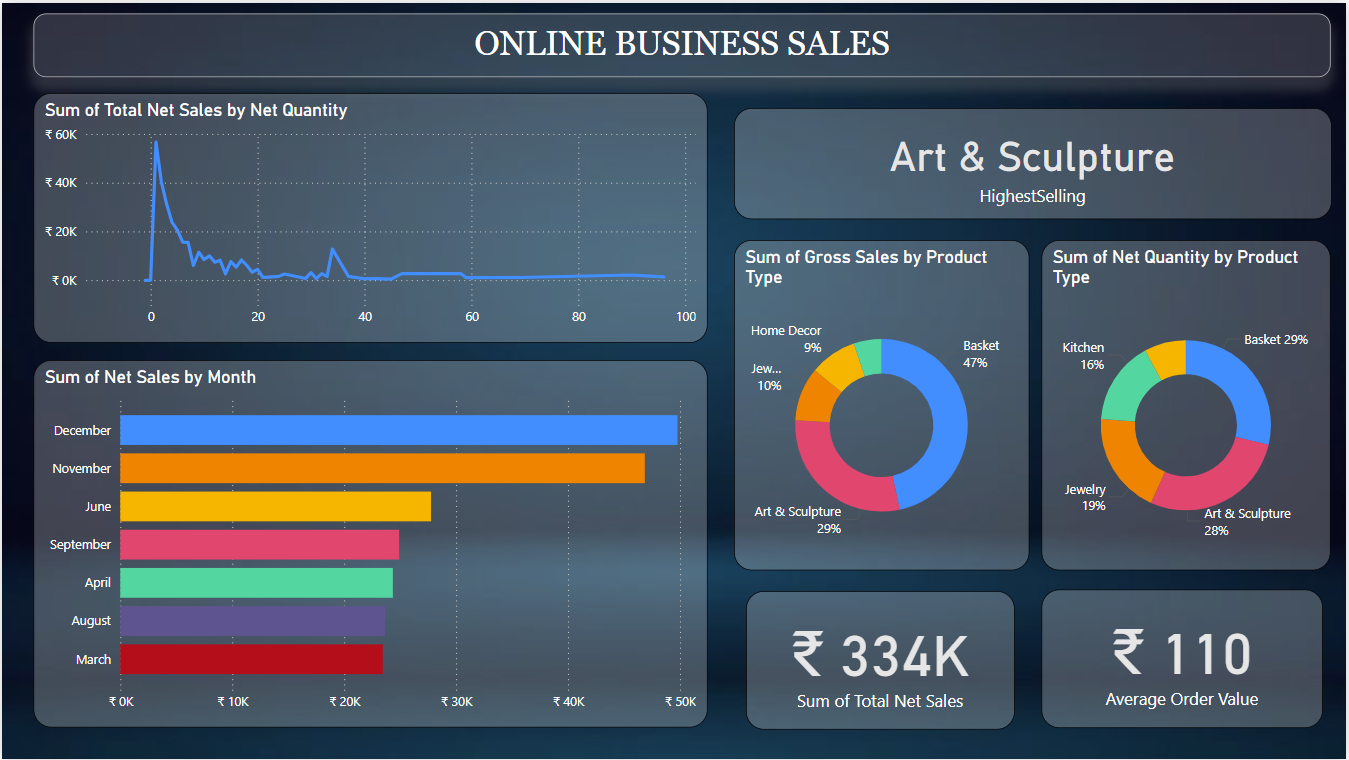 ONLINE BUSINESS SALES
Sum of Total Net Sales by Net Quantity
₹ 60K
₹ 40K
₹ 20K
₹ 0K
0 20 40 60 80 100
Art & Sculpture
HighestSelling
Sum of Gross Sales by Product
Type
Home Decor
9%
Jew...
10%
Basket
47%
Art & Sculpture
29%
Sum of Net Quantity by Product
Type
Kitchen
16%
Basket 29%
Jewelry
19%
Art & Sculpture
28%
Sum of Net Sales by Month
December
November
June
September
April
August
March
₹ 0K ₹ 10K ₹ 20K ₹ 30K ₹ 40K ₹ 50K
₹ 334K
Sum of Total Net Sales
₹ 110
Average Order Value